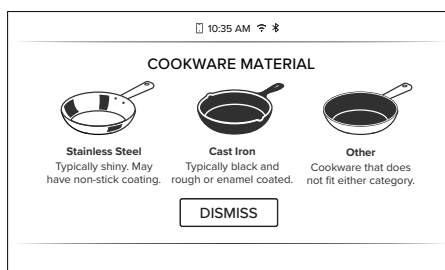 10:35 AM
COOKWARE MATERIAL
Stainless Steel
Typically shiny. May
have non-stick coating.
Cast Iron
Typically black and
rough or enamel coated.
Other
Cookware that does
not fit either category.
DISMISS